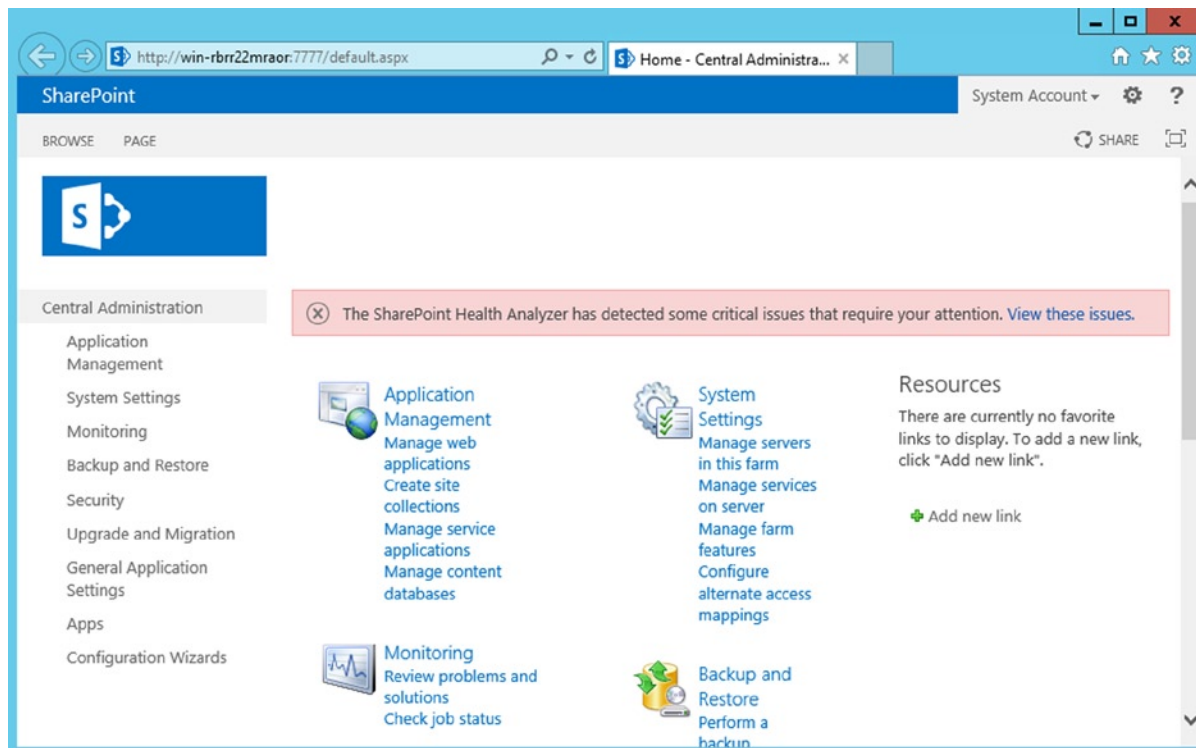 http://win-rbrr22mraor:7777/default.aspx
Home - Central Administra...
SharePoint
System Account
?
BROWSE PAGE
SHARE
S
Central Administration
Application
Management
System Settings
Monitoring
Backup and Restore
Security
Upgrade and Migration
General Application
Settings
Apps
Configuration Wizards
The SharePoint Health Analyzer has detected some critical issues that require your attention. View these issues.
Application
Management
Manage web
applications
Create site
collections
Manage service
applications
Manage content
databases
System
Settings
Manage servers
in this farm
Manage services
on server
Manage farm
features
Configure
alternate access
mappings
Resources
There are currently no favorite
links to display. To add a new link,
click "Add new link".
Add new link
Monitoring
Review problems and
solutions
Check job status
Backup and
Restore
Perform a
backup